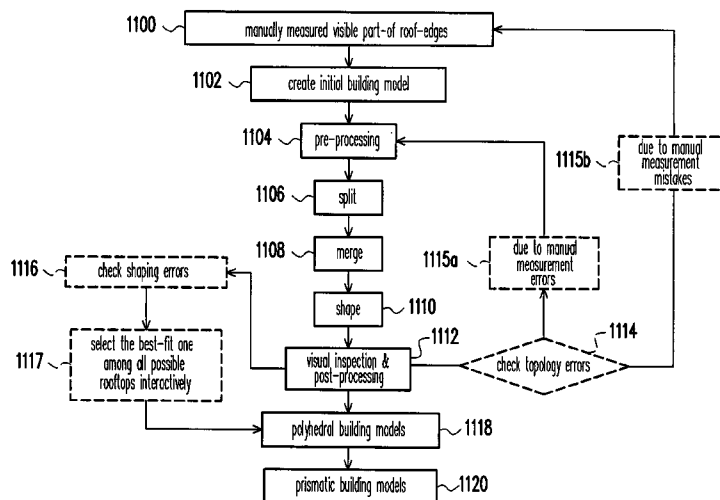 1100
manually measured visible part-of roof-edges
1102
create initial building model
1104
pre-processing
1115b
due to manual
measurement
mistakes
1106
split
1108
merge
1115a
due to manual
measurement
errors
1116
check shaping errors
shape
1110
1117
select the best-fit one
among all possible
rooftops interactively
visual inspection &
post-processing
1112
1114
check topology errors
polyhedral building models
1118
prismatic building models
1120